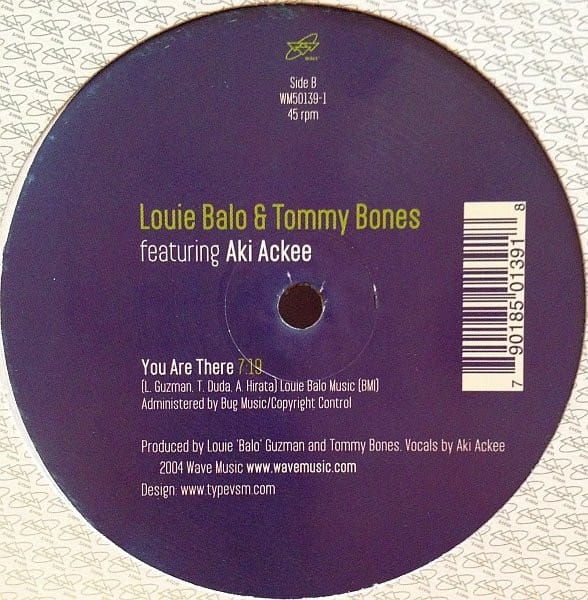 Side B
WM50139-1
45 rpm
Louie Balo & Tommy Bones
featuring Aki Ackee
You Are There 7:19
(L. Guzman, T. Duda, A. Hirata) Louie Balo Music (BMI)
Administered by Bug Music/Copyright Control
Produced by Louie 'Balo' Guzman and Tommy Bones. Vocals by Aki Ackee
2004 Wave Music www.wavemusic.com
Design: www.typevsm.com
7 90185 01391 8